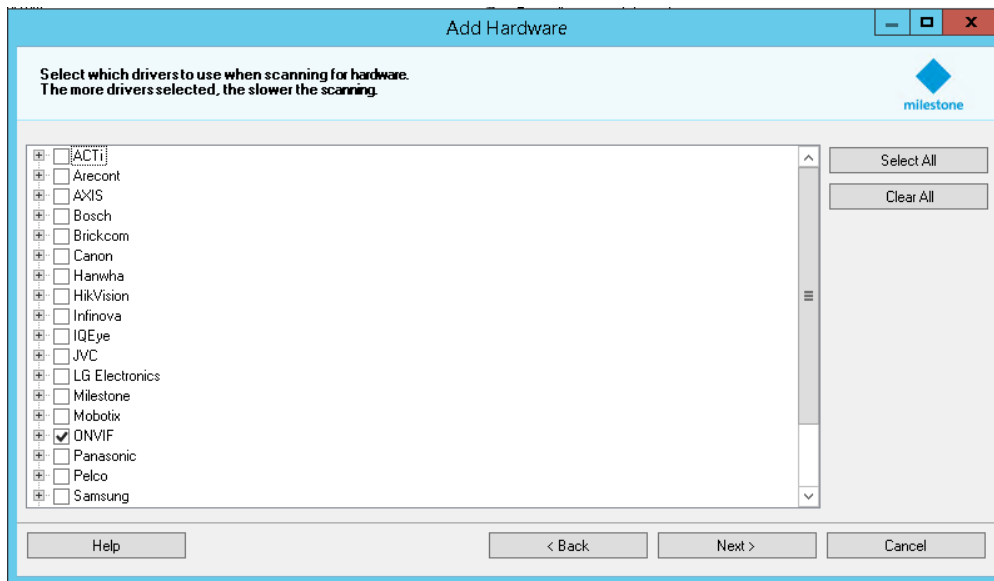 Add Hardware
Select which drivers to use when scanning for hardware.
The more drivers selected, the slower the scanning.
milestone
ACTi
Arecont
AXIS
Bosch
Brickcom
Canon
Hanwha
HikVision
Infinova
IQEye
JVC
LG Electronics
Milestone
Mobotix
ONVIF
Panasonic
Pelco
Samsung
Select All
Clear All
Help
< Back
Next >
Cancel